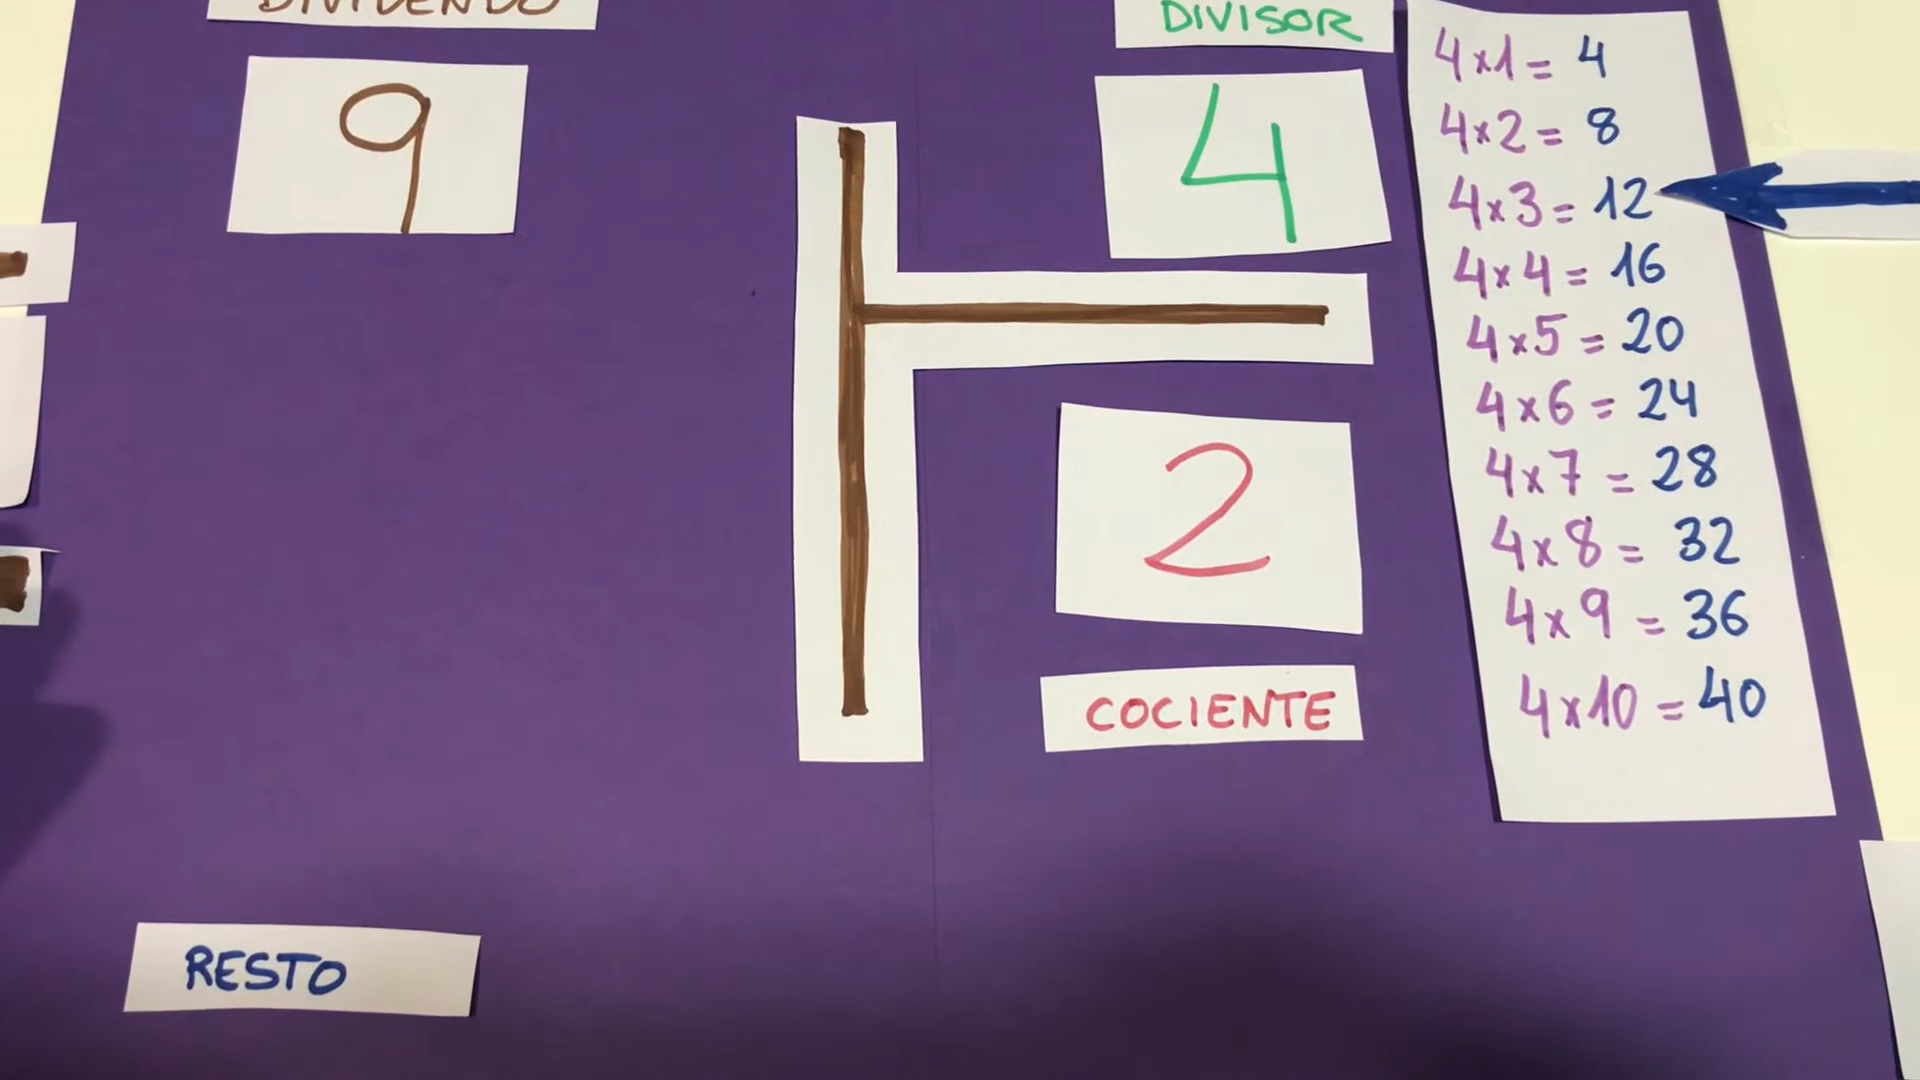 DIVIDENDO
DIVISOR
9
4
2
COCIENTE
RESTO
4x1= 4
4x2= 8
4x3= 12
4x4= 16
4x5= 20
4x6= 24
4x7= 28
4x8= 32
4x9= 36
4x10= 40